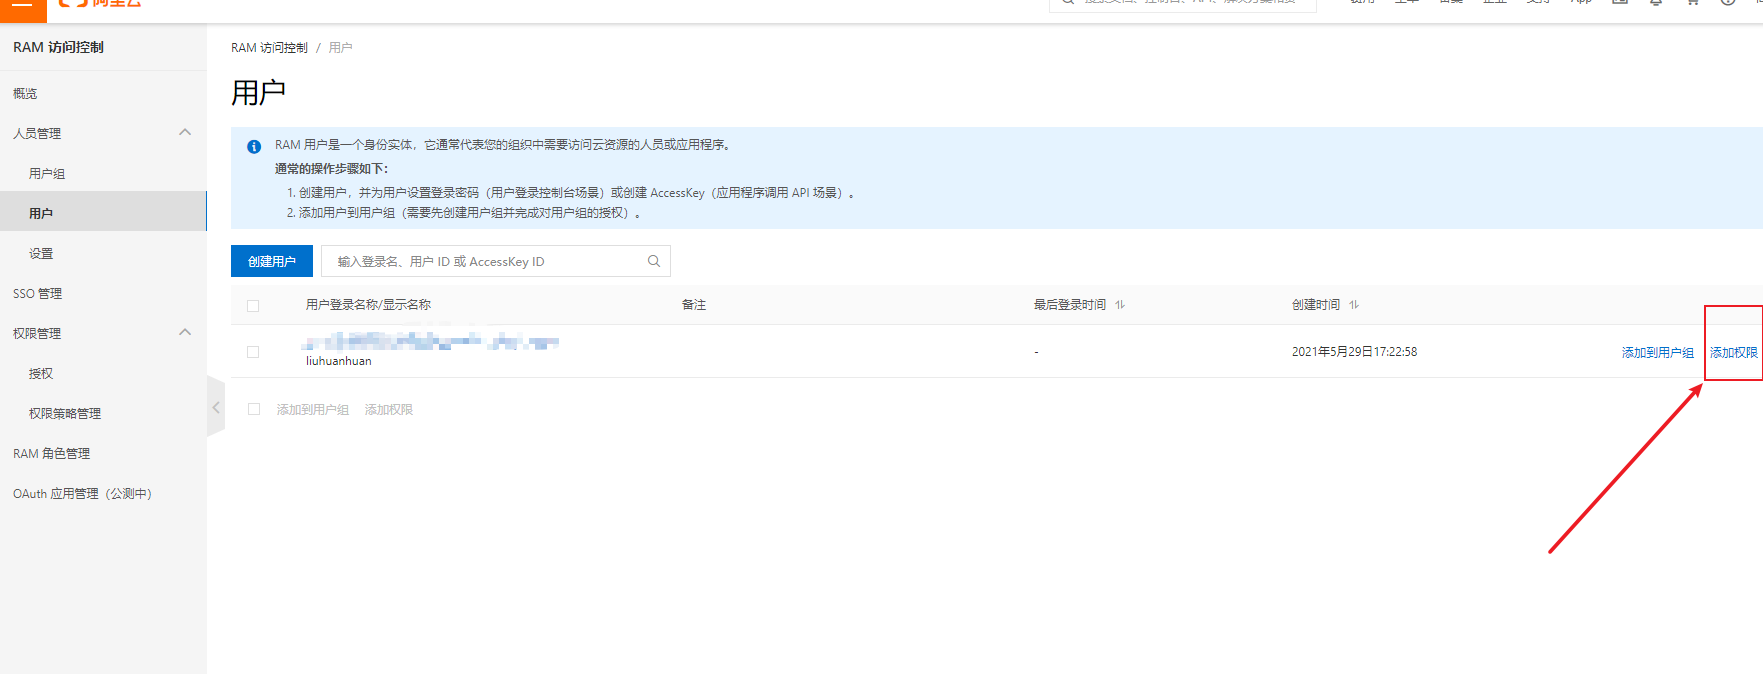 阿里云
RAM 访问控制
概览
人员管理
用户组
用户
设置
SSO 管理
权限管理
授权
权限策略管理
RAM 角色管理
OAuth 应用管理（公测中）
RAM 访问控制 / 用户
用户
RAM 用户是一个身份实体，它通常代表您的组织中需要访问云资源的人员或应用程序。
通常的操作步骤如下：
1. 创建用户，并为用户设置登录密码（用户登录控制台场景）或创建 AccessKey（应用程序调用 API 场景）。
2. 添加用户到用户组（需要先创建用户组并完成对用户组的授权）。
创建用户 输入登录名、用户 ID 或 AccessKey ID
用户登录名称/显示名称 备注 最后登录时间 创建时间
liuhuanhuan - 2021年5月29日17:22:58 添加到用户组 添加权限
添加到用户组 添加权限